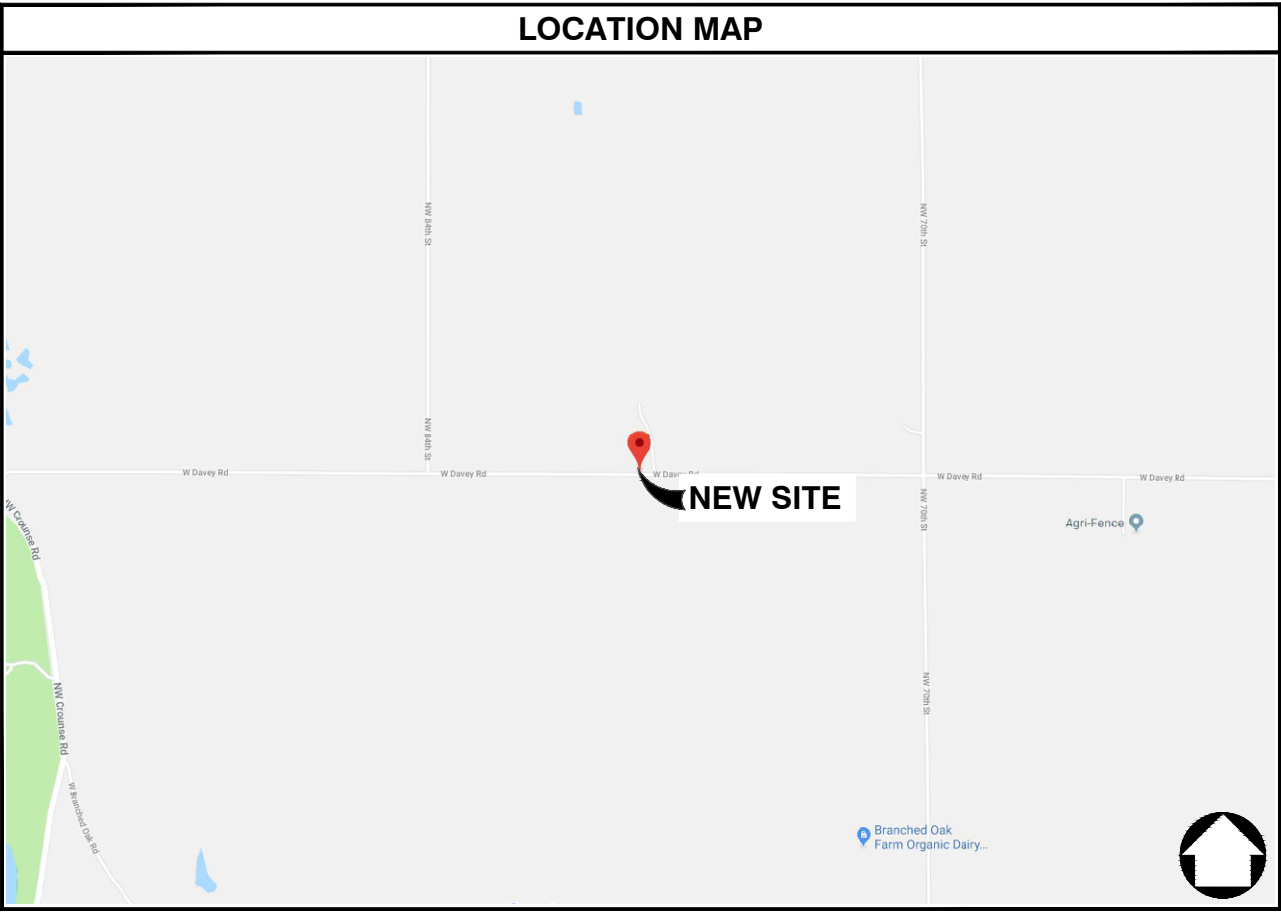 LOCATION MAP
NW 84th St
NW 70th St
NW 84th St
W Davey Rd
W Davey Rd
W Davey Rd
W Davey Rd
W Davey Rd
NEW SITE
NW 70th St
Agri-Fence
NW Crounse Rd
NW Crounse Rd
NW 70th St
W Branched Oak Rd
Branched Oak
Farm Organic Dairy...